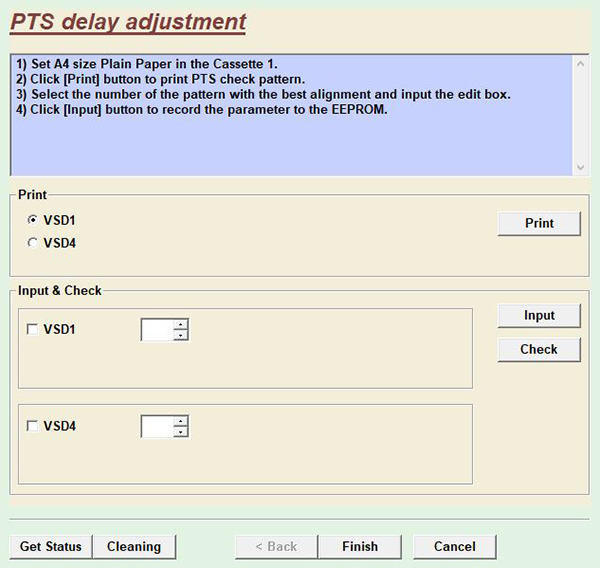 PTS delay adjustment
1) Set A4 size Plain Paper in the Cassette 1.
2) Click [Print] button to print PTS check pattern.
3) Select the number of the pattern with the best alignment and input the edit box.
4) Click [Input] button to record the parameter to the EEPROM.
Print
VSD1
Print
VSD4
Input & Check
Input
VSD1
Check
VSD4
Get Status Cleaning < Back Finish Cancel